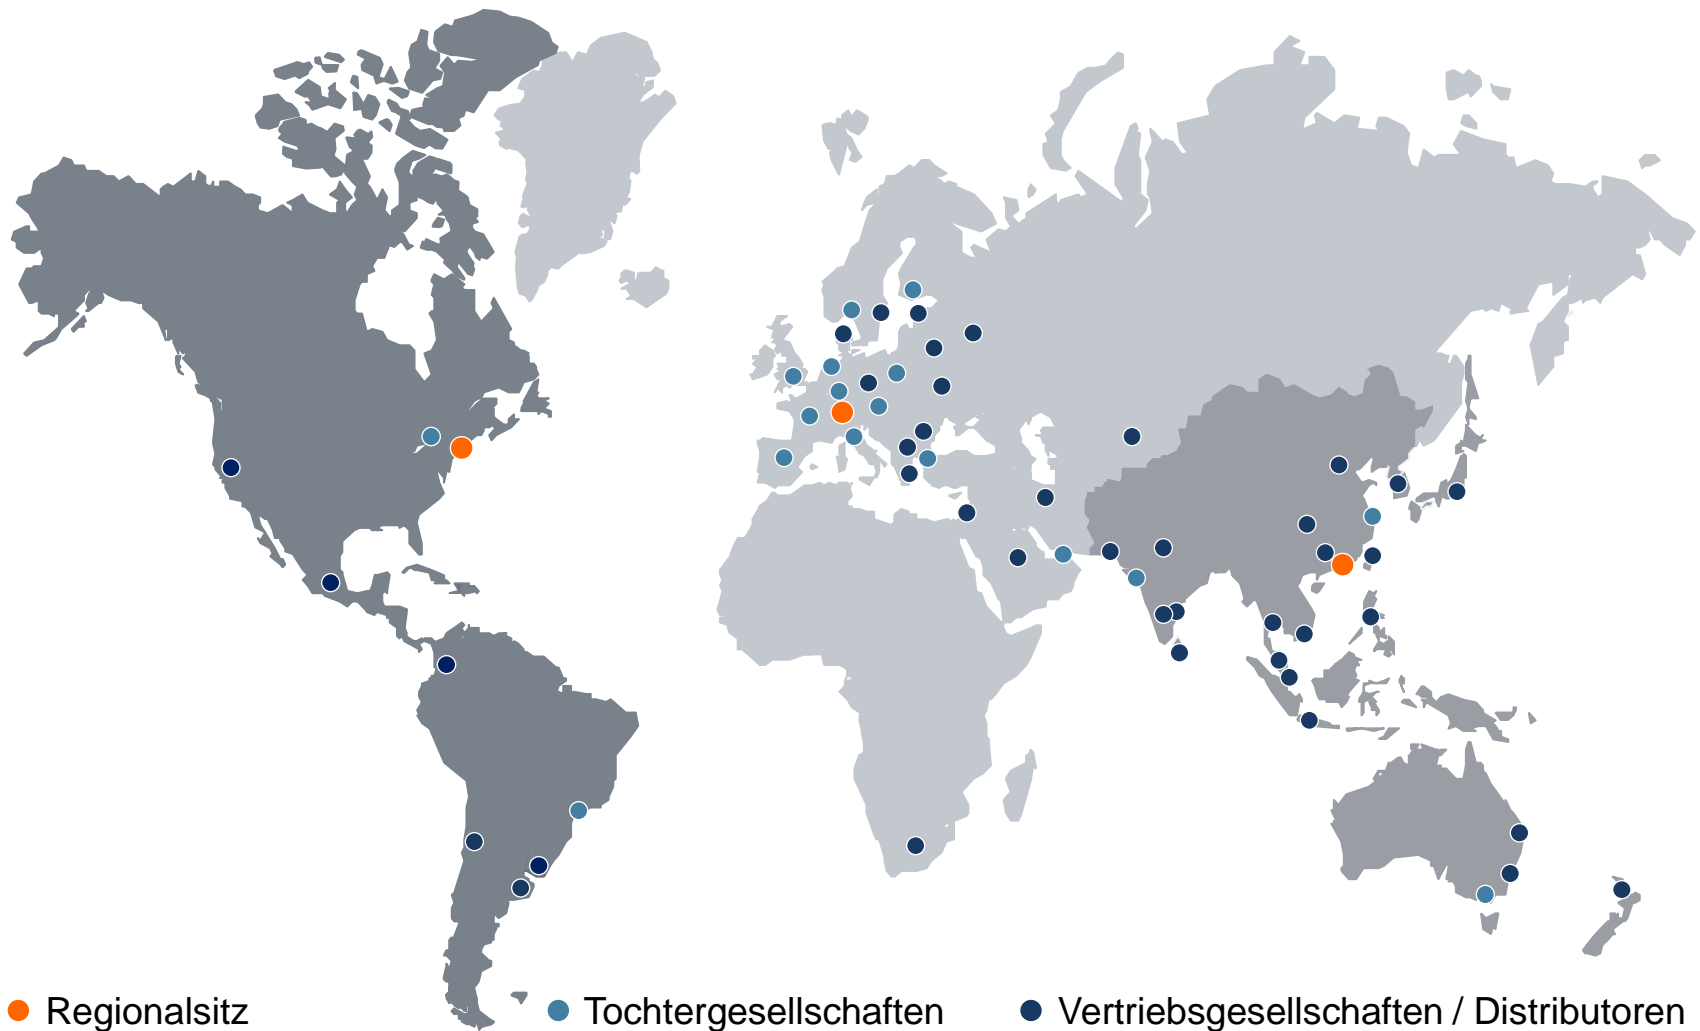 Regionalsitz
Tochtergesellschaften
Vertriebsgesellschaften / Distributoren